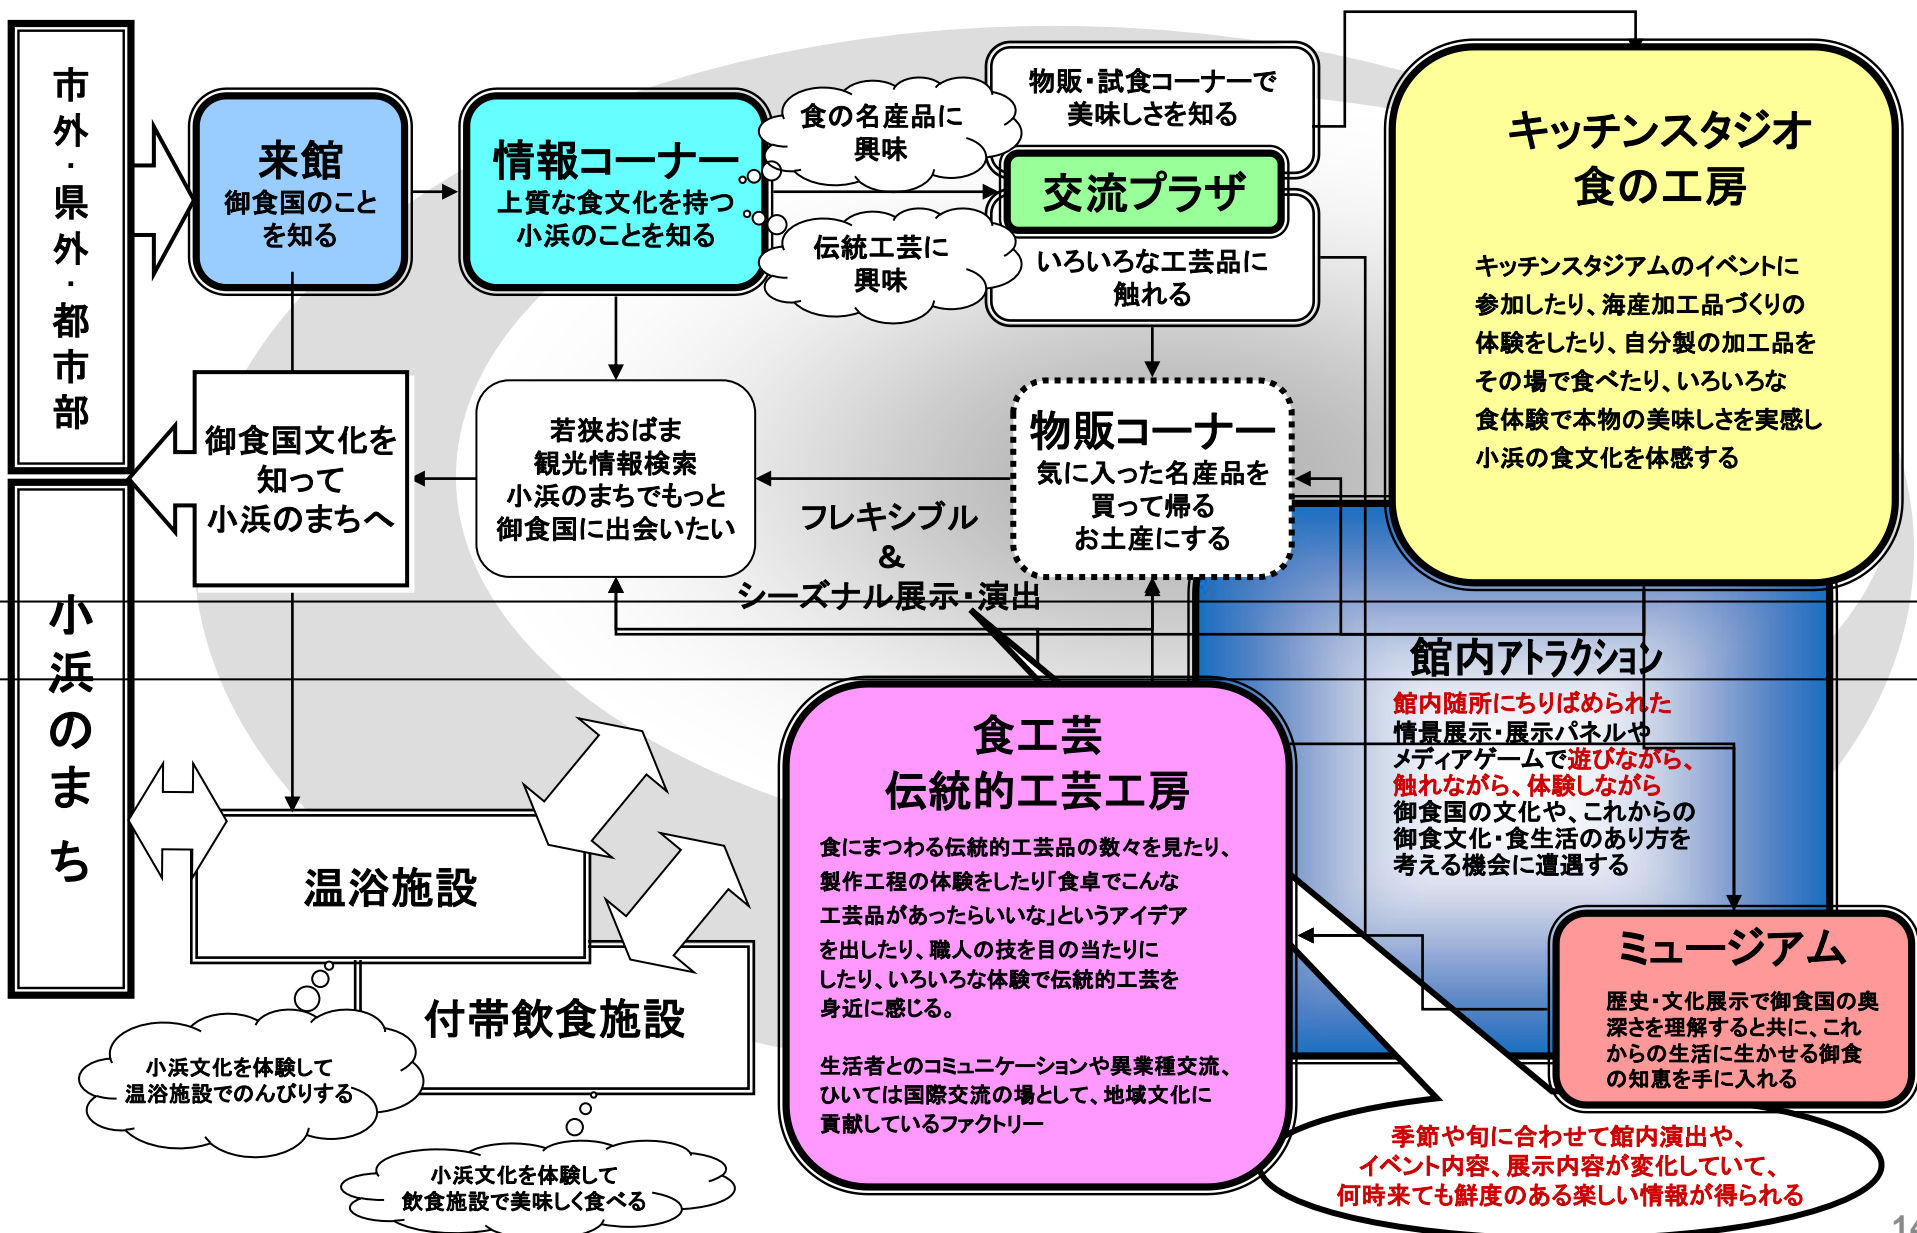 市外・県外・都市部
小浜のまち
来館
御食国のこと
を知る
情報コーナー
上質な食文化を持つ
小浜のことを知る
食の名産品に
興味
伝統工芸に
興味
物販・試食コーナーで
美味しさを知る
交流プラザ
いろいろな工芸品に
触れる
キッチンスタジオ
食の工房
キッチンスタジアムのイベントに
参加したり、海産加工品づくりの
体験をしたり、自分製の加工品を
その場で食べたり、いろいろな
食体験で本物の美味しさを実感し
小浜の食文化を体感する
御食国文化を
知って
小浜のまちへ
若狭おばま
観光情報検索
小浜のまちでもっと
御食国に出会いたい
フレキシブル
&
シーズナル展示・演出
物販コーナー
気に入った名産品を
買って帰る
お土産にする
館内アトラクション
館内随所にちりばめられた
情景展示・展示パネルや
メディアゲームで遊びながら、
触れながら、体験しながら
御食国の文化や、これからの
御食文化・食生活のあり方を
考える機会に遭遇する
食工芸
伝統的工芸工房
食にまつわる伝統的工芸品の数々を見たり、
製作工程の体験をしたり「食卓でこんな
工芸品があったらいいな」というアイデア
を出したり、職人の技を目の当たりに
したり、いろいろな体験で伝統的工芸を
身近に感じる。
生活者とのコミュニケーションや異業種交流、
ひいては国際交流の場として、地域文化に
貢献しているファクトリー
ミュージアム
歴史・文化展示で御食国の奥
深さを理解すると共に、これ
からの生活に生かせる御食
の知恵を手に入れる
温浴施設
付帯飲食施設
小浜文化を体験して
温浴施設でのんびりする
小浜文化を体験して
飲食施設で美味しく食べる
季節や旬に合わせて館内演出や、
イベント内容、展示内容が変化していて、
何時来ても鮮度のある楽しい情報が得られる
14